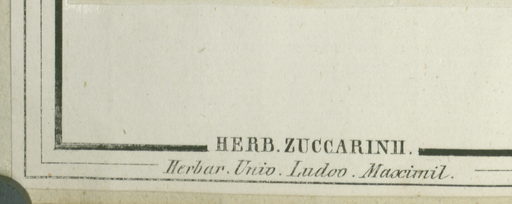 HERB. ZUCCARINII.
Herbar. Univ. Ludov. Maximil.